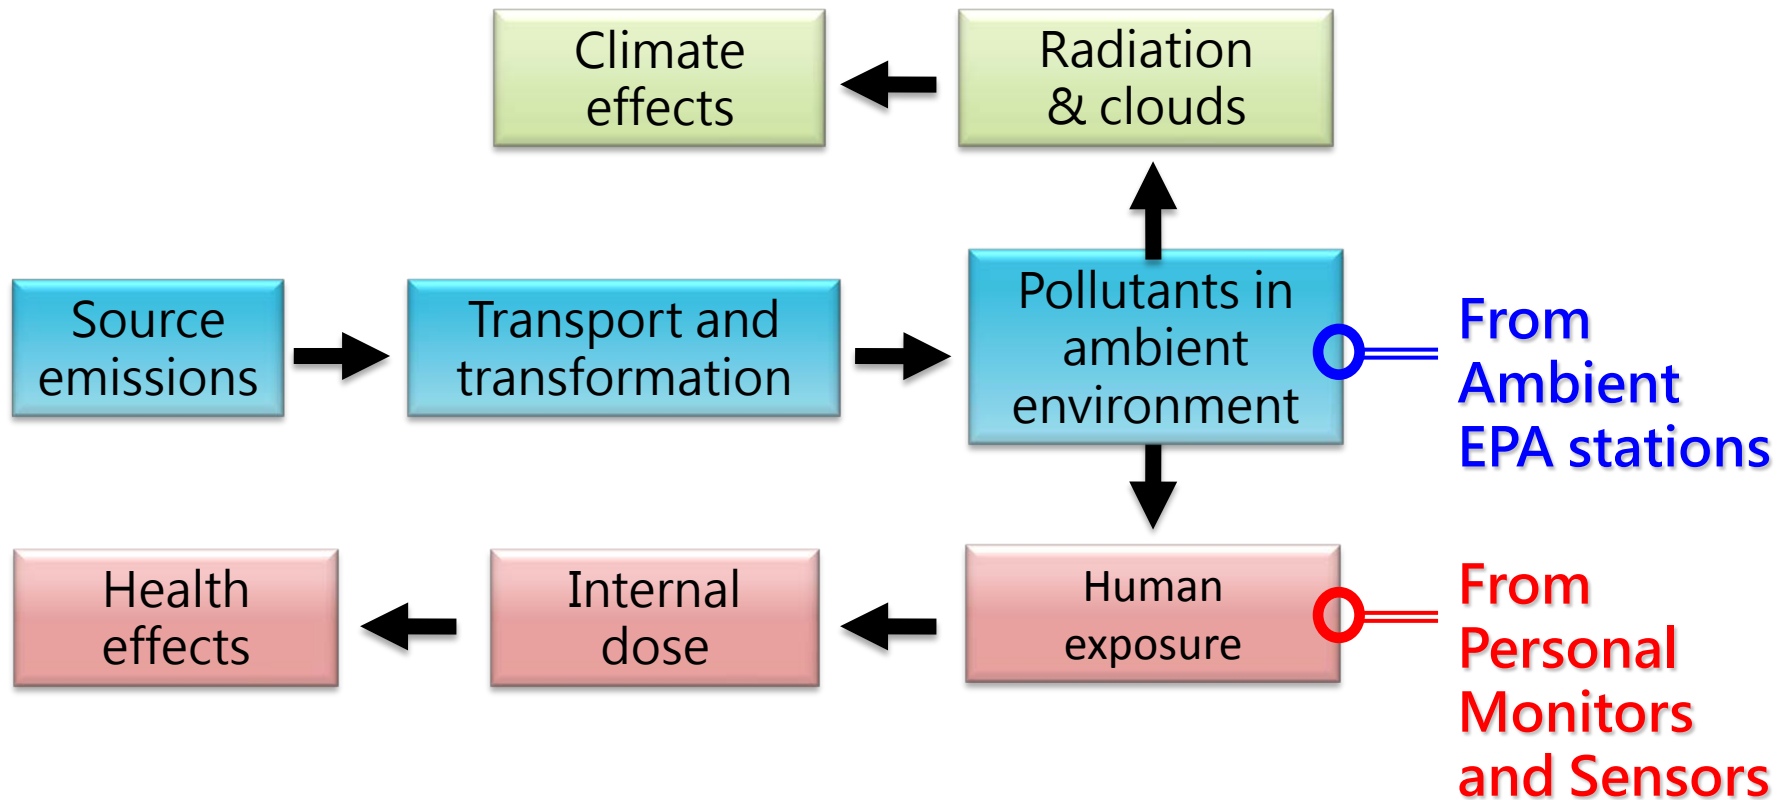 Climate
effects
Radiation
& clouds
Source
emissions
Transport and
transformation
Pollutants in
ambient
environment
From
Ambient
EPA stations
Health
effects
Internal
dose
Human
exposure
From
Personal
Monitors
and Sensors